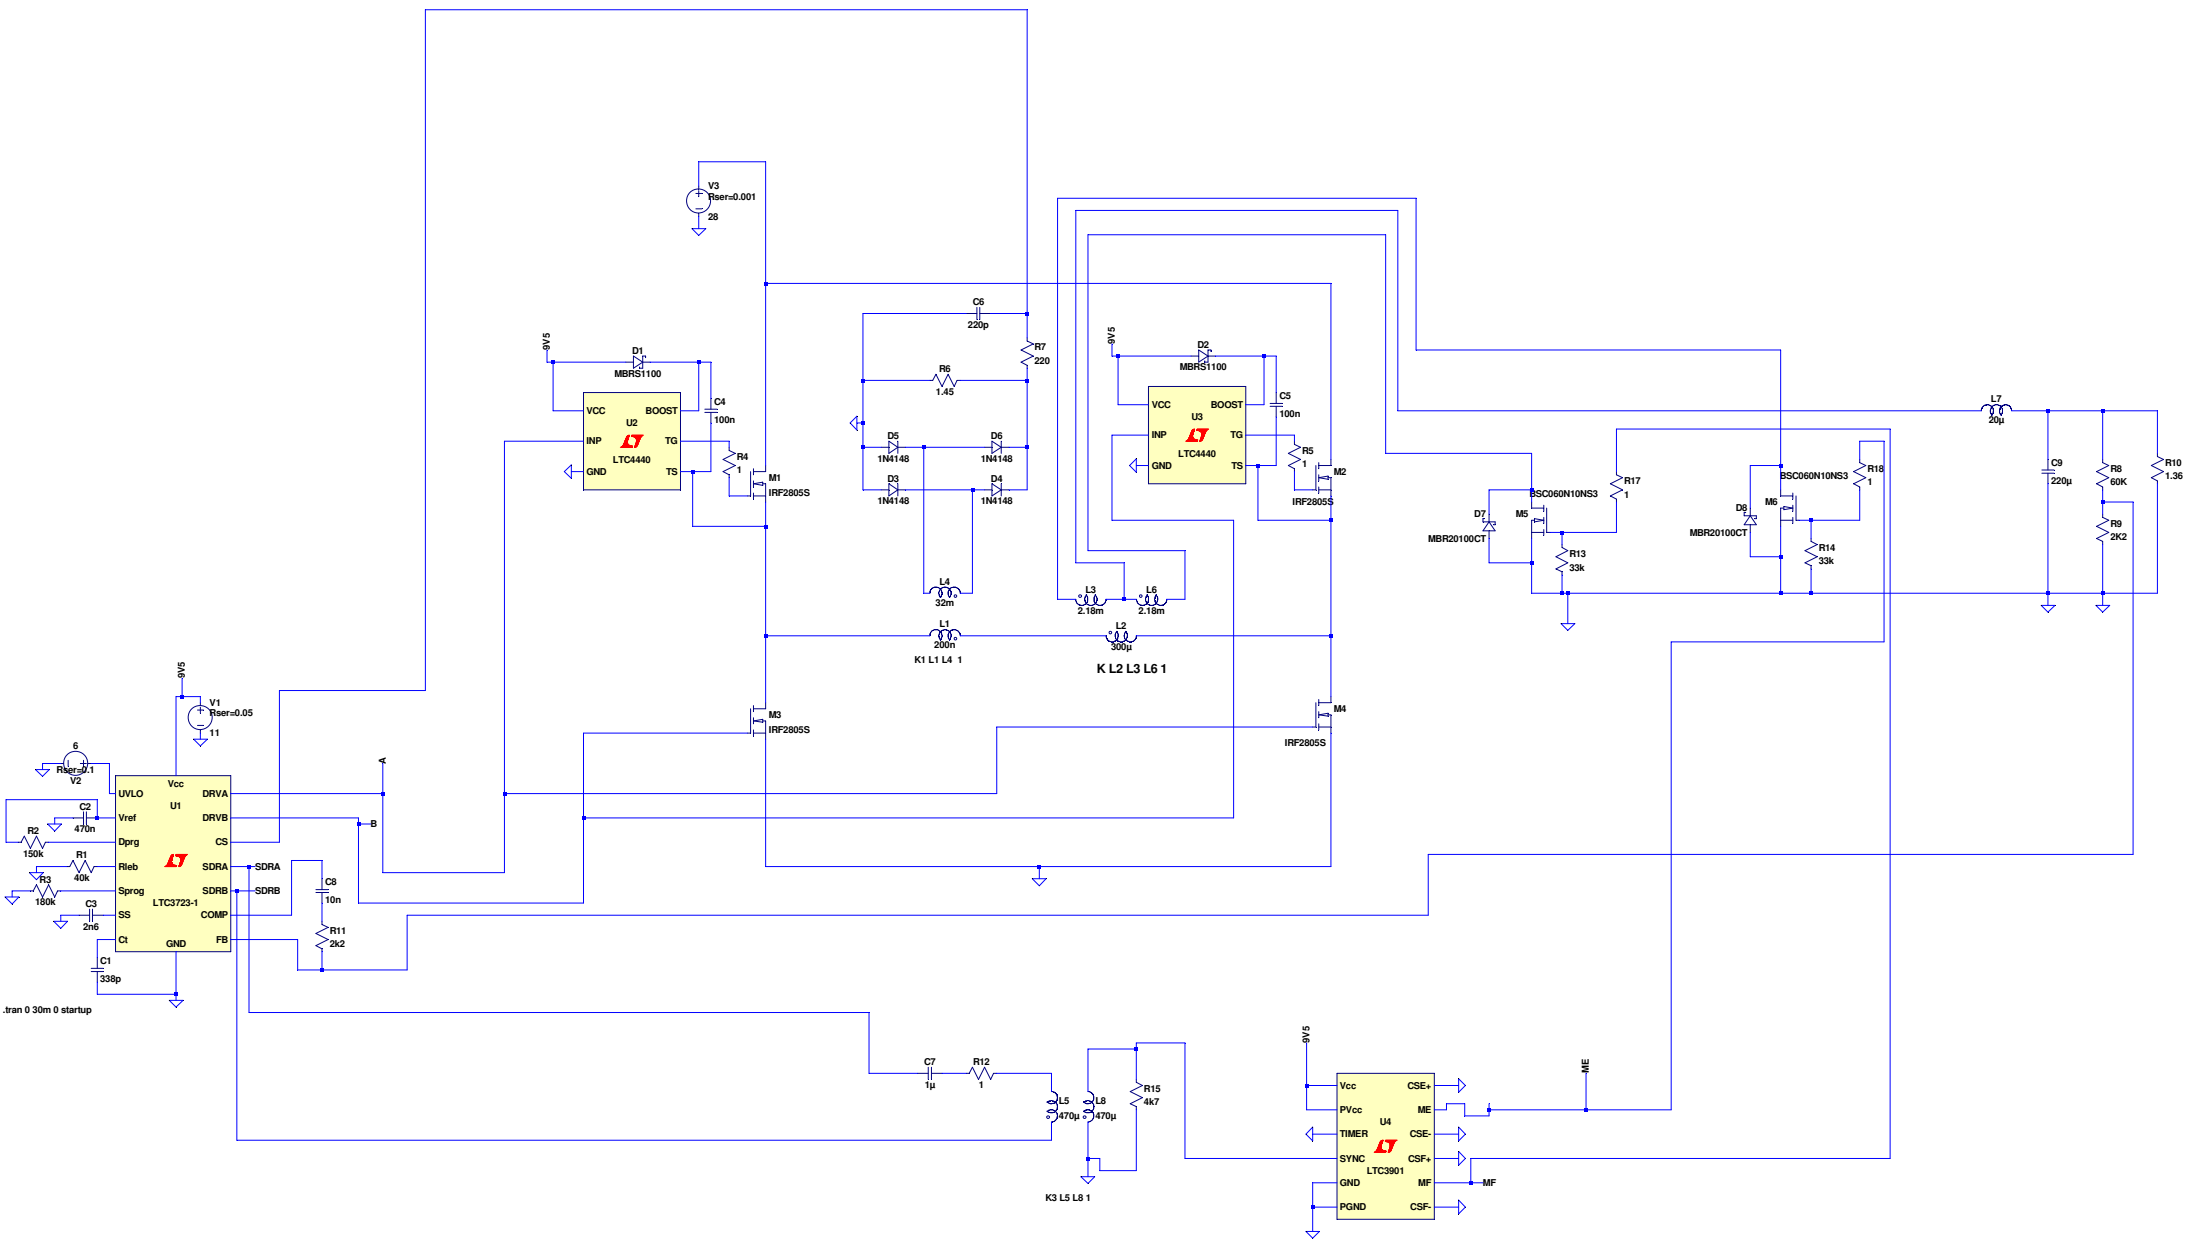 V3
Rser=0.001
28
9V5
D1
MBRS1100
VCC
BOOST
U2
INP
TG
LTC4440
GND
TS
C4
100n
R4
1
M1
IRF2805S
C6
220p
R7
220
R6
1.45
D5
1N4148
D6
1N4148
D3
1N4148
D4
1N4148
L4
32m
L1
200n
K1 L1 L4 1
9V5
D2
MBRS1100
VCC
BOOST
U3
INP
TG
LTC4440
GND
TS
C5
100n
R5
1
M2
IRF2805S
L3
2.18m
L6
2.18m
L2
300µ
K L2 L3 L6 1
M3
IRF2805S
M4
IRF2805S
D7
MBR20100CT
BSC060N10NS3
M5
R17
1
R13
33k
D8
MBR20100CT
BSC060N10NS3
M6
R18
1
R14
33k
L7
20µ
C9
220µ
R8
60K
R9
2K2
R10
1.36
9V5
V1
Rser=0.05
11
6
Rser=0.1
V2
Vcc
U1
UVLO
DRVA
Vref
DRVB
Dprg
CS
Rleb
SDRA
Sprog
SDRB
LTC3723-1
SS
COMP
Ct
FB
GND
C2
470n
R2
150k
R1
40k
R3
180k
C3
2n6
C1
338p
A
B
SDRA
SDRB
C8
10n
R11
2k2
.tran 0 30m 0 startup
C7
1µ
R12
1
L5
470µ
L8
470µ
R15
4k7
K3 L5 L8 1
9V5
Vcc
CSE+
PVcc
ME
U4
TIMER
CSE-
SYNC
CSF+
LTC3901
GND
MF
PGND
CSF-
ME
MF